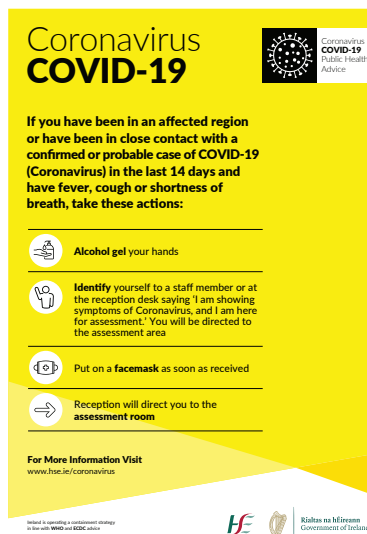 Coronavirus
COVID-19
Coronavirus
COVID-19
Public Health
Advice
If you have been in an affected region
or have been in close contact with a
confirmed or probable case of COVID-19
(Coronavirus) in the last 14 days and
have fever, cough or shortness of
breath, take these actions:
Alcohol gel your hands
Identify yourself to a staff member or at
the reception desk saying ‘I am showing
symptoms of Coronavirus, and I am here
for assessment.’ You will be directed to
the assessment area
Put on a facemask as soon as received
Reception will direct you to the
assessment room
For More Information Visit
www.hse.ie/coronavirus
Ireland is operating a containment strategy
in line with WHO and ECDC advice
Rialtas na hÉireann
Government of Ireland